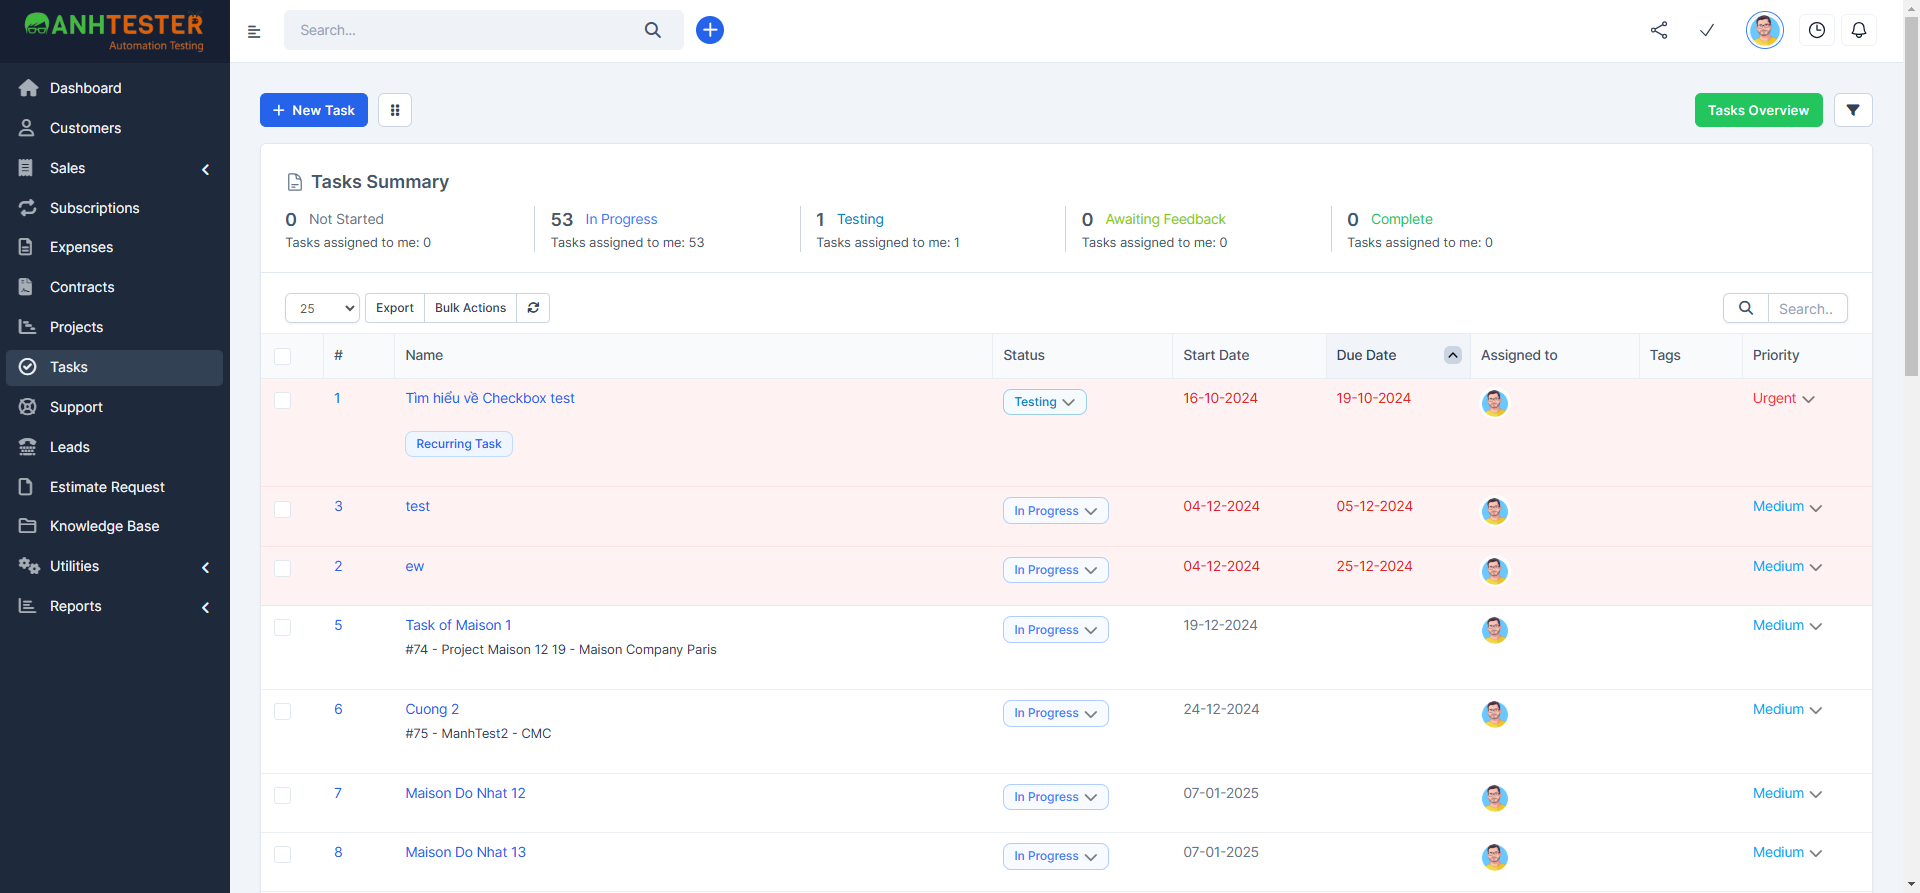 ANHTESTER
Automation Testing
Dashboard
Customers
Sales
Subscriptions
Expenses
Contracts
Projects
Tasks
Support
Leads
Estimate Request
Knowledge Base
Utilities
Reports
Search...
New Task
Tasks Overview
Tasks Summary
0 Not Started
Tasks assigned to me: 0
53 In Progress
Tasks assigned to me: 53
1 Testing
Tasks assigned to me: 1
0 Awaiting Feedback
Tasks assigned to me: 0
0 Complete
Tasks assigned to me: 0
25 Export Bulk Actions Search..
# Name Status Start Date Due Date Assigned to Tags Priority
1 Tìm hiểu về Checkbox test Testing 16-10-2024 19-10-2024 Urgent
Recurring Task
3 test In Progress 04-12-2024 05-12-2024 Medium
2 ew In Progress 04-12-2024 25-12-2024 Medium
5 Task of Maison 1 In Progress 19-12-2024 Medium
#74 - Project Maison 12 19 - Maison Company Paris
6 Cuong 2 In Progress 24-12-2024 Medium
#75 - ManhTest2 - CMC
7 Maison Do Nhat 12 In Progress 07-01-2025 Medium
8 Maison Do Nhat 13 In Progress 07-01-2025 Medium